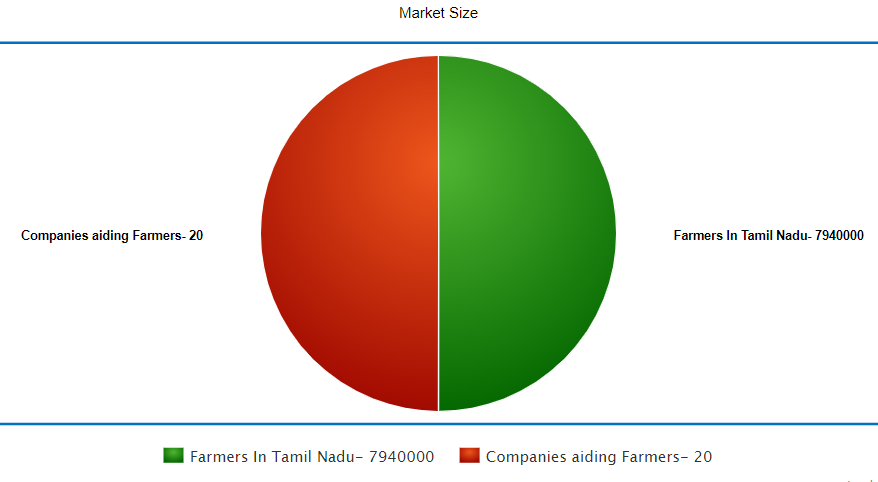 Market Size
Companies aiding Farmers- 20
Farmers In Tamil Nadu- 7940000
Farmers In Tamil Nadu- 7940000
Companies aiding Farmers- 20